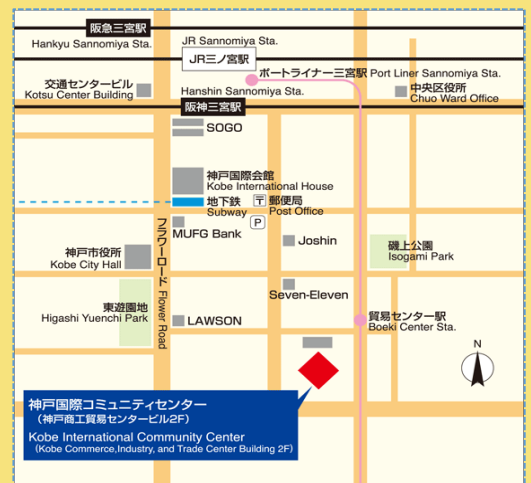 阪急三宮駅
Hankyu Sannomiya Sta.
JR Sannomiya Sta.
JR三ノ宮駅
ポートライナー三宮駅 Port Liner Sannomiya Sta.
交通センタービル
Kotsu Center Building
Hanshin Sannomiya Sta.
阪神三宮駅
中央区役所
Chuo Ward Office
SOGO
神戸国際会館
Kobe International House
地下鉄
Subway
〒 郵便局
Post Office
P
MUFG Bank
フラワーロード Flower Road
Joshin
磯上公園
Isogami Park
神戸市役所
Kobe City Hall
Seven-Eleven
東遊園地
Higashi Yuenchi Park
LAWSON
貿易センター駅
Boeki Center Sta.
N
神戸国際コミュニティセンター
（神戸商工貿易センタービル2F）
Kobe International Community Center
（Kobe Commerce,Industry, and Trade Center Building 2F）